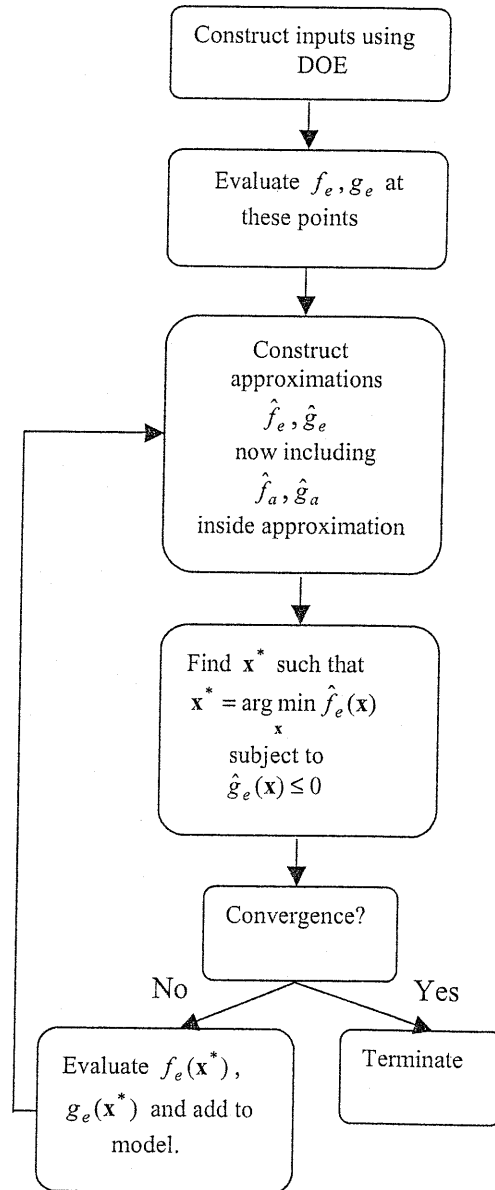 Construct inputs using
DOE
Evaluate f_e, g_e at
these points
Construct
approximations
f̂_e, ĝ_e
now including
f̂_a, ĝ_a
inside approximation
Find x* such that
x* = arg min f̂_e(x)
x
subject to
ĝ_e(x) ≤ 0
Convergence?
No
Yes
Evaluate f_e(x*),
g_e(x*) and add to
model.
Terminate